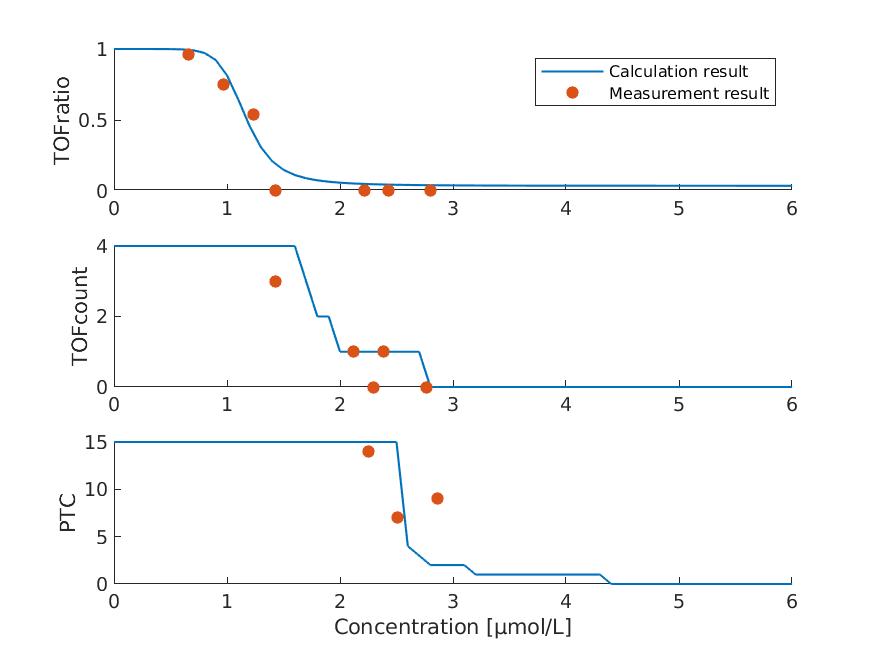 TOFratio
1
0.5
0
0 1 2 3 4 5 6
Calculation result
Measurement result
TOFcount
4
2
0
0 1 2 3 4 5 6
PTC
15
10
5
0
0 1 2 3 4 5 6
Concentration [µmol/L]